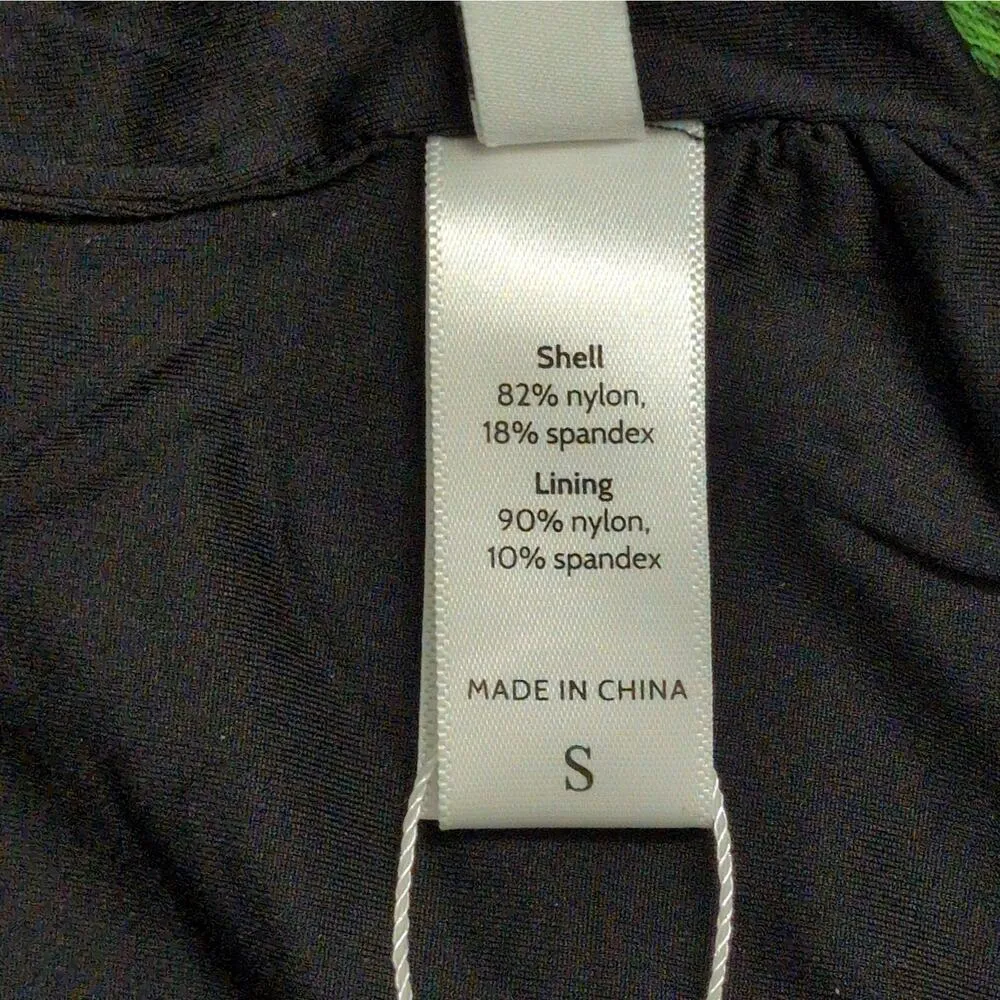 Shell
82% nylon,
18% spandex
Lining
90% nylon,
10% spandex
MADE IN CHINA
S